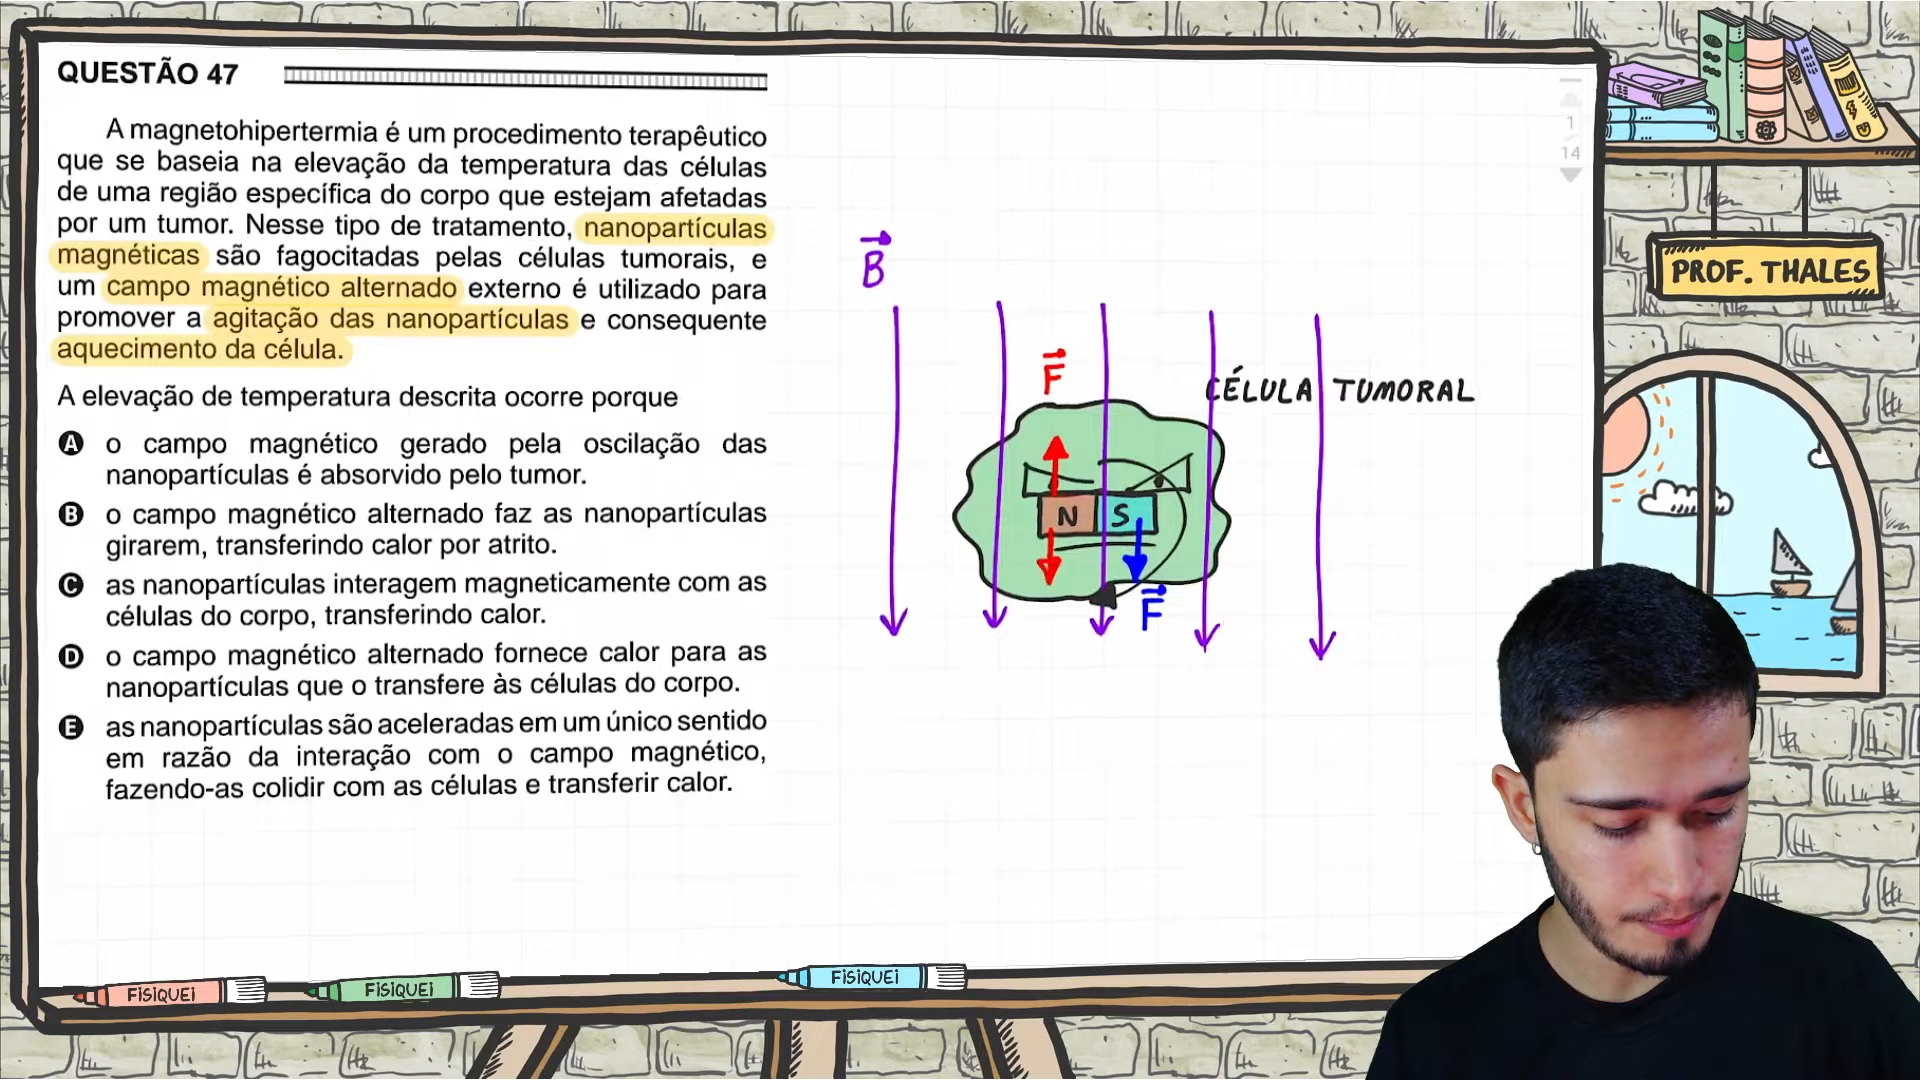 QUESTÃO 47
A magnetohipertermia é um procedimento terapêutico
que se baseia na elevação da temperatura das células
de uma região específica do corpo que estejam afetadas
por um tumor. Nesse tipo de tratamento, nanopartículas
magnéticas são fagocitadas pelas células tumorais, e
um campo magnético alternado externo é utilizado para
promover a agitação das nanopartículas e consequente
aquecimento da célula.
A elevação de temperatura descrita ocorre porque
A o campo magnético gerado pela oscilação das
nanopartículas é absorvido pelo tumor.
B o campo magnético alternado faz as nanopartículas
girarem, transferindo calor por atrito.
C as nanopartículas interagem magneticamente com as
células do corpo, transferindo calor.
D o campo magnético alternado fornece calor para as
nanopartículas que o transfere às células do corpo.
E as nanopartículas são aceleradas em um único sentido
em razão da interação com o campo magnético,
fazendo-as colidir com as células e transferir calor.
B
F
CÉLULA TUMORAL
N S
F
1
14
PROF. THALES
FISIQUEI
FISIQUEI
FISIQUEI